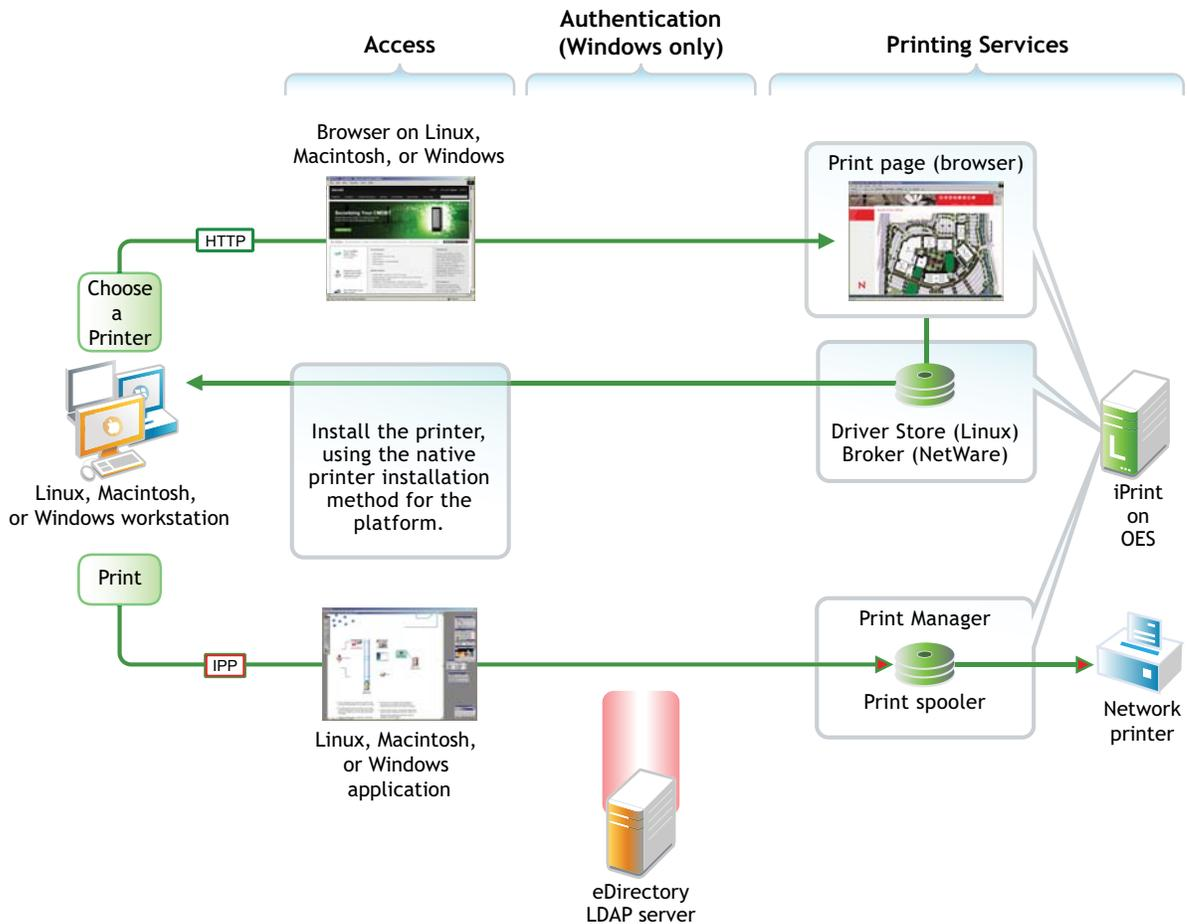 Access
Authentication
(Windows only)
Printing Services
Browser on Linux,
Macintosh, or Windows
Print page (browser)
HTTP
Choose
a
Printer
Linux, Macintosh,
or Windows workstation
Install the printer,
using the native
printer installation
method for the
platform.
Driver Store (Linux)
Broker (NetWare)
L
iPrint
on
OES
Print
IPP
Linux, Macintosh,
or Windows
application
Print Manager
Print spooler
Network
printer
eDirectory
LDAP server
N